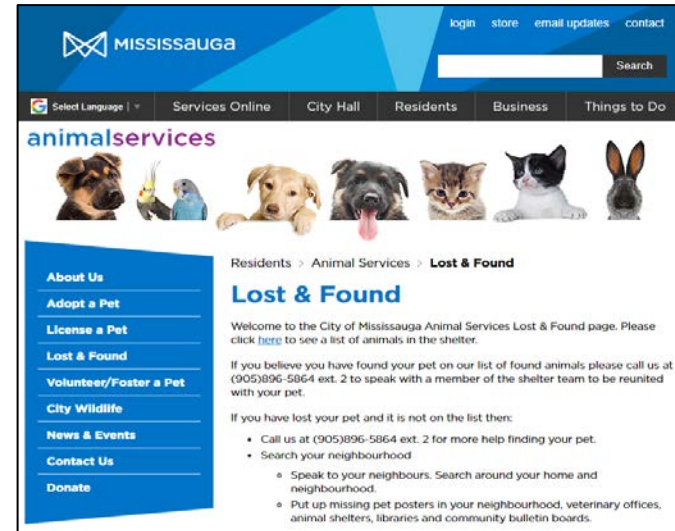 login store email updates contact
MISSISSAUGA
Search
G Select Language | ▼ Services Online City Hall Residents Business Things to Do
animalservices
Residents > Animal Services > Lost & Found
About Us
Adopt a Pet
License a Pet
Lost & Found
Volunteer/Foster a Pet
City Wildlife
News & Events
Contact Us
Donate
Lost & Found
Welcome to the City of Mississauga Animal Services Lost & Found page. Please
click here to see a list of animals in the shelter.
If you believe you have found your pet on our list of found animals please call us at
(905)896-5864 ext. 2 to speak with a member of the shelter team to be reunited
with your pet.
If you have lost your pet and it is not on the list then:
• Call us at (905)896-5864 ext. 2 for more help finding your pet.
• Search your neighbourhood
◦ Speak to your neighbours. Search around your home and
neighbourhood.
◦ Put up missing pet posters in your neighbourhood, veterinary offices,
animal shelters, libraries and community bulletin boards.